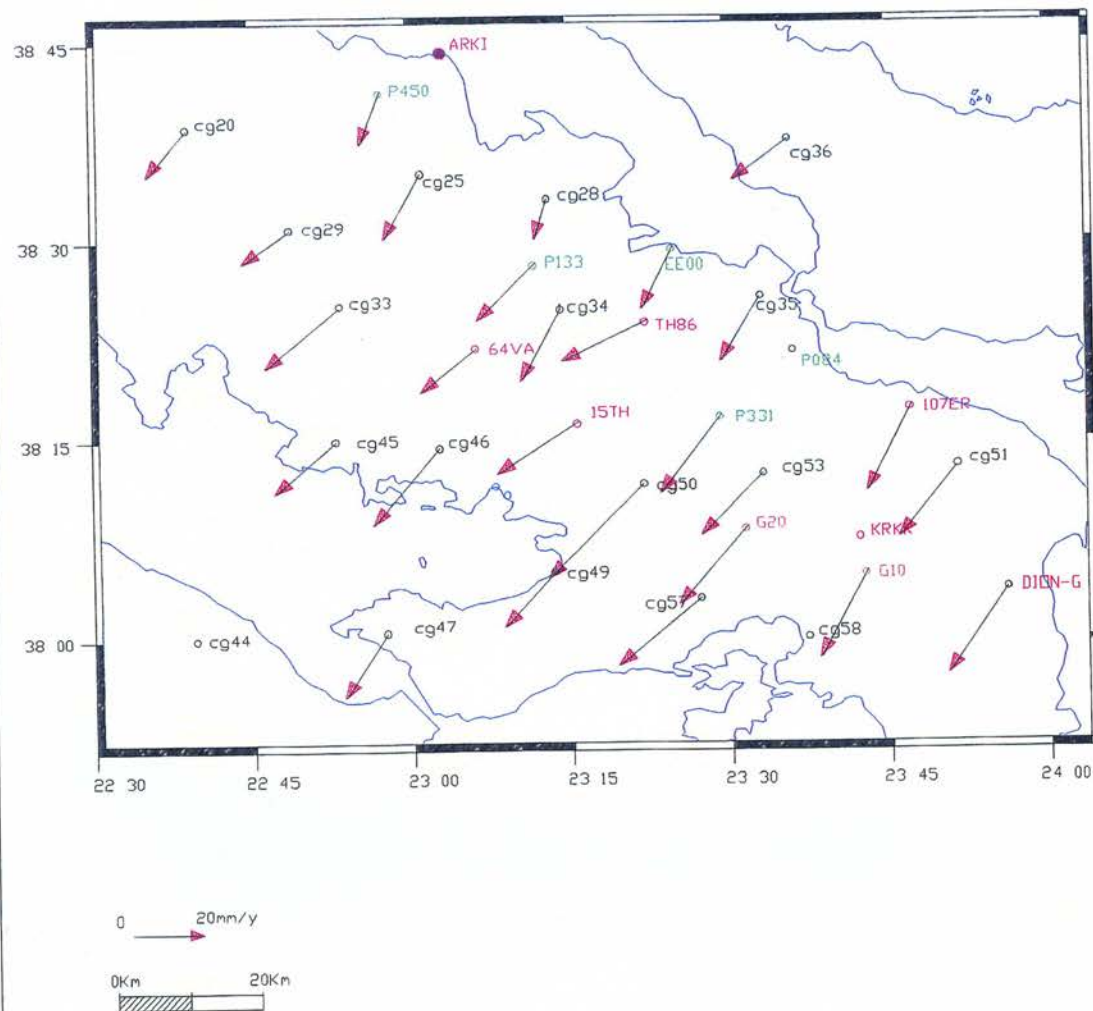 38 45
ARKI
P450
cg20
cg36
cg25
cg28
cg29
38 30
P133
EE00
cg33
cg34
cg35
TH86
64VA
P084
15TH
P331
107ER
38 15
cg45
cg46
cg53
cg51
cg50
G20
KRKK
cg49
G10
cg57
DION-G
38 00
cg44
cg47
cg58
22 30
22 45
23 00
23 15
23 30
23 45
24 00
0 20mm/y
0Km 20Km